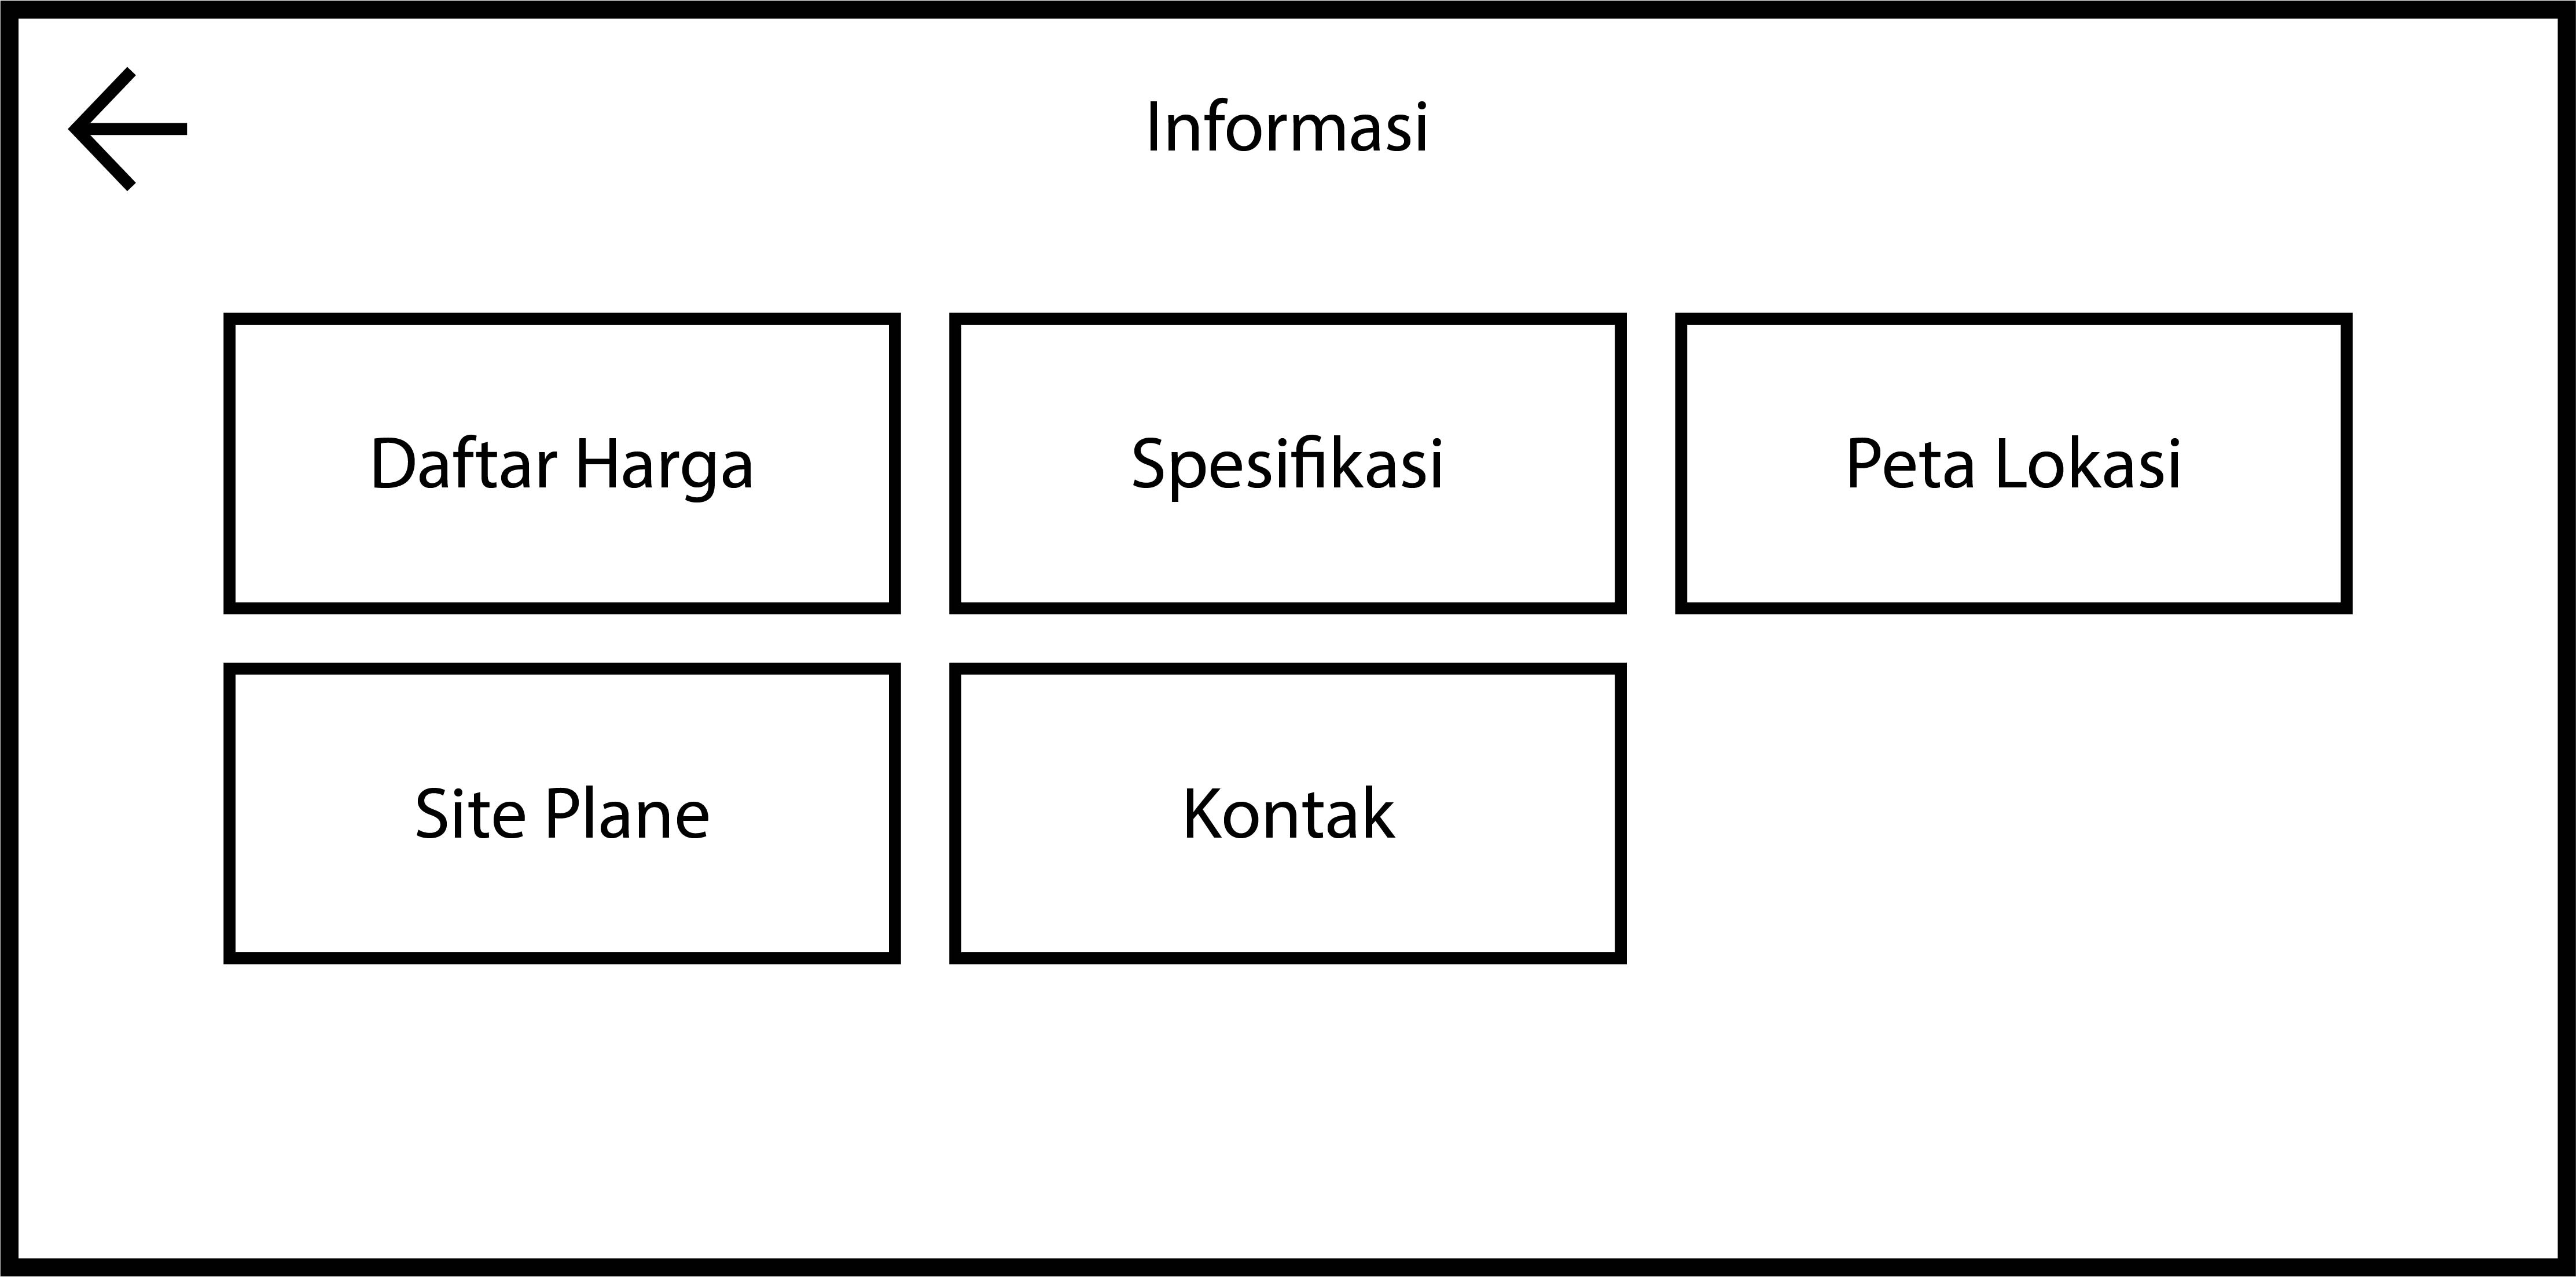 Informasi
Daftar Harga
Spesifikasi
Peta Lokasi
Site Plane
Kontak